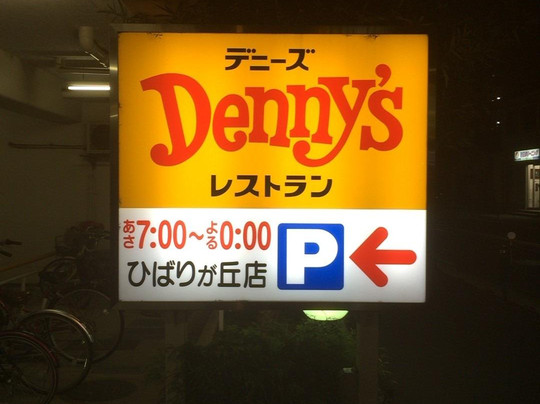 デニーズ
Denny's
レストラン
あさ7:00~よる0:00
ひばりが丘店
P